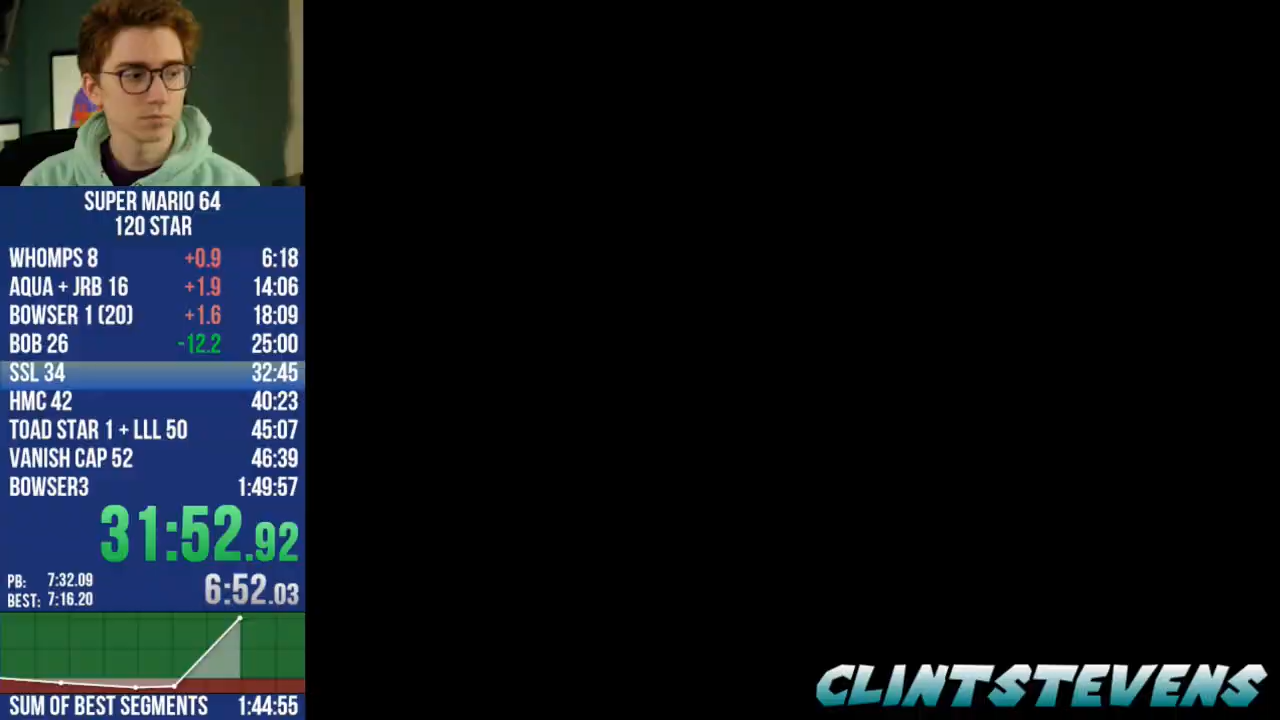 SUPER MARIO 64
120 STAR
WHOMPS 8 +0.9 6:18
AQUA + JRB 16 +1.9 14:06
BOWSER 1 (20) +1.6 18:09
BOB 26 -12.2 25:00
SSL 34 32:45
HMC 42 40:23
TOAD STAR 1 + LLL 50 45:07
VANISH CAP 52 46:39
BOWSER3 1:49:57
31:52.92
PB: 7:32.09 6:52.03
BEST: 7:16.20
SUM OF BEST SEGMENTS 1:44:55
CLINTSTEVENS